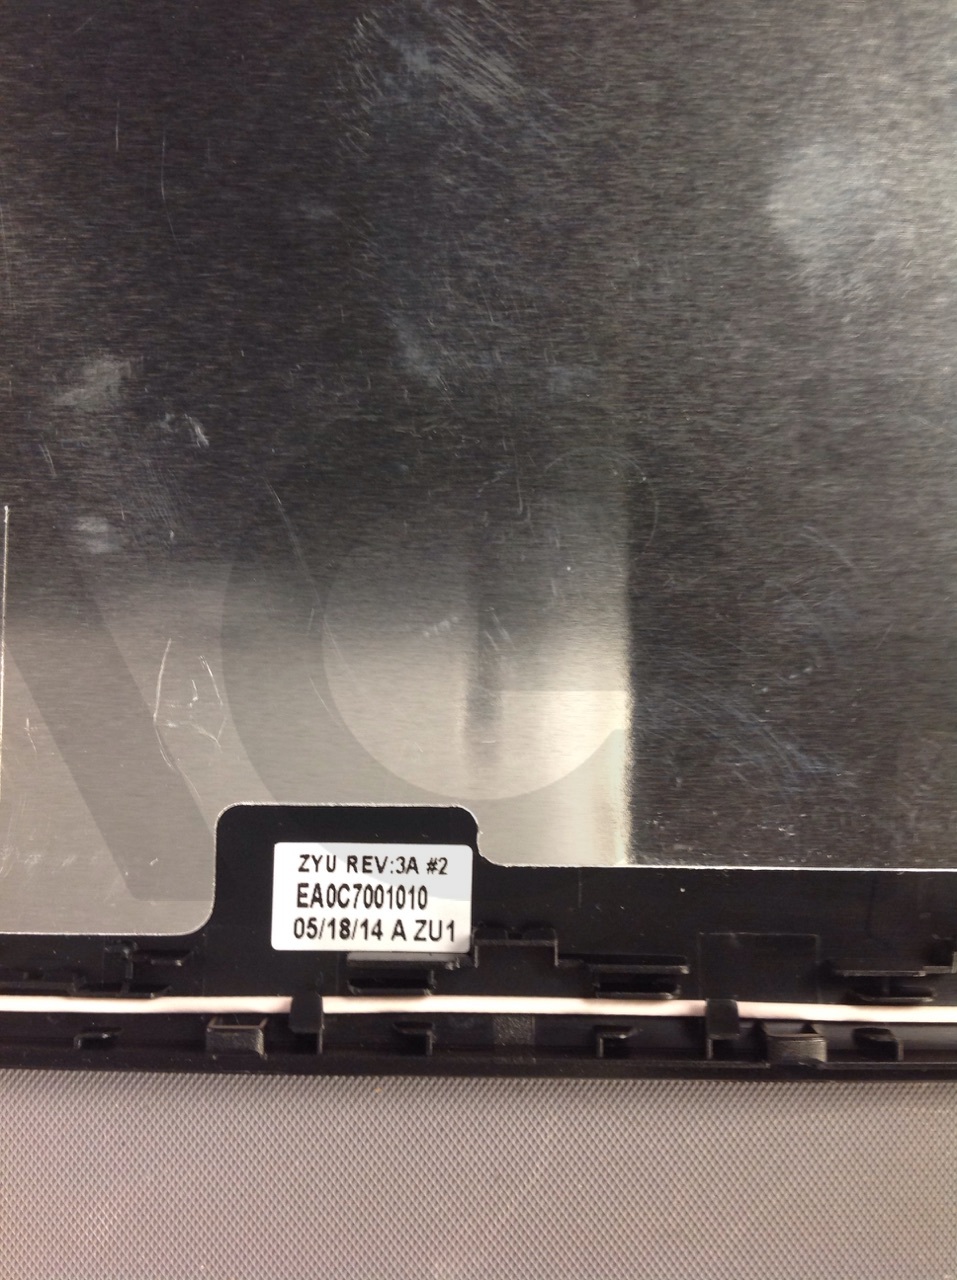 ZYU REV:3A #2
EA0C7001010
05/18/14 A ZU1